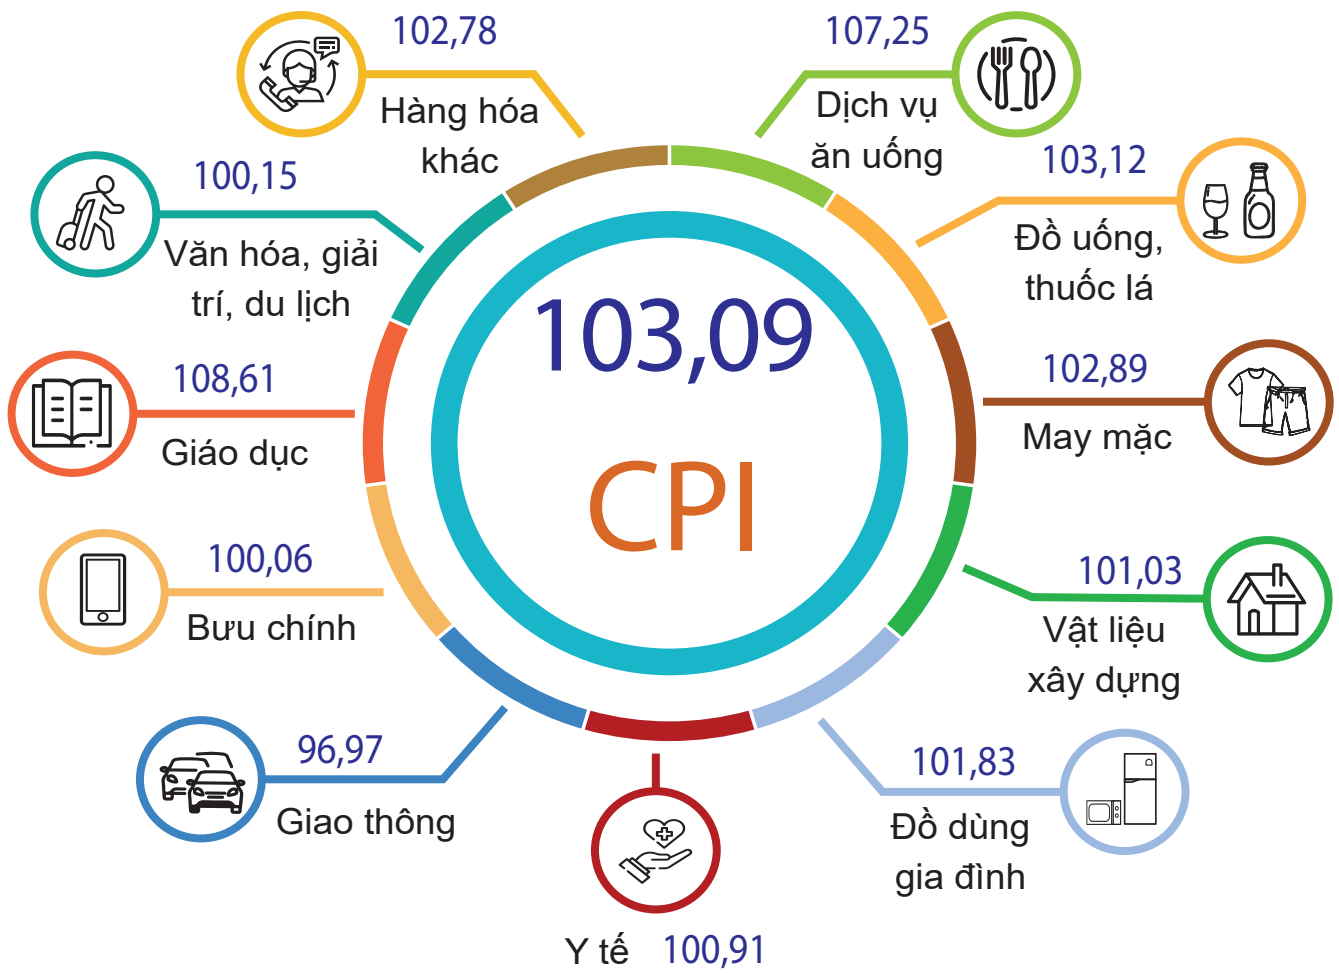 102,78
Hàng hóa
khác
107,25
Dịch vụ
ăn uống
100,15
Văn hóa, giải
trí, du lịch
103,12
Đồ uống,
thuốc lá
103,09
CPI
108,61
Giáo dục
102,89
May mặc
100,06
Bưu chính
101,03
Vật liệu
xây dựng
96,97
Giao thông
101,83
Đồ dùng
gia đình
Y tế 100,91